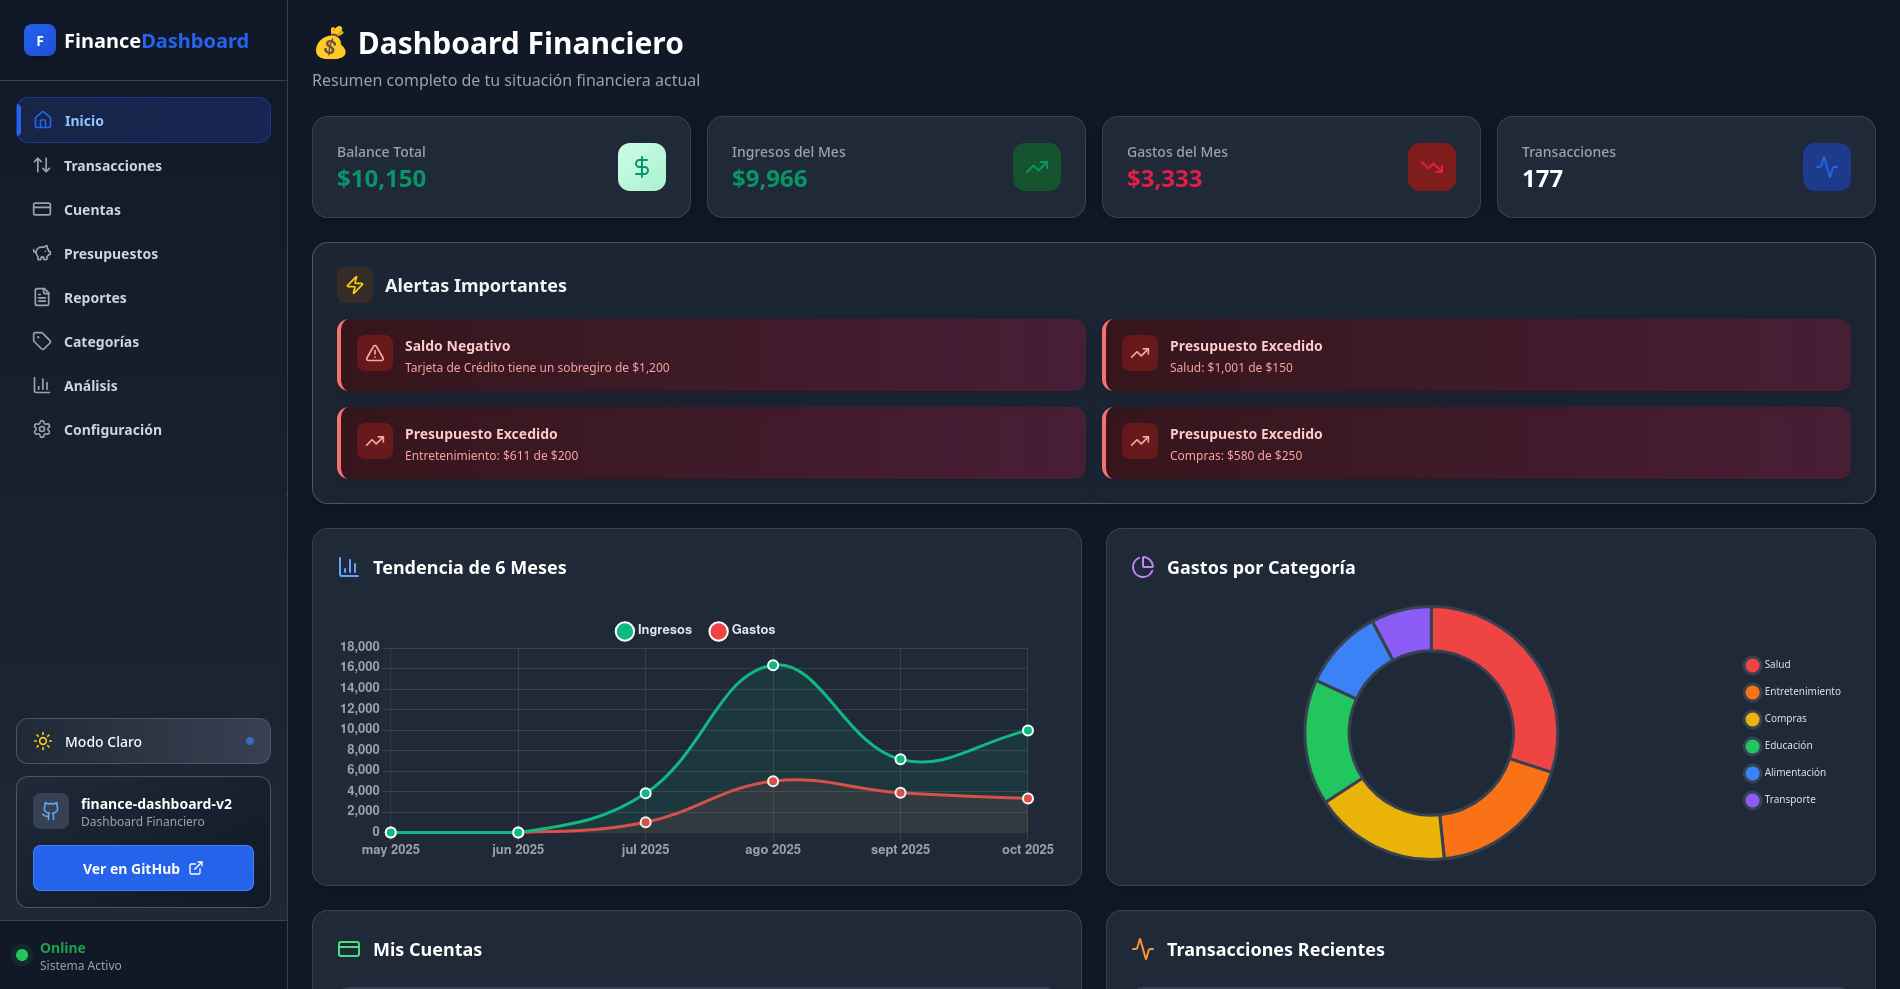 F FinanceDashboard
Inicio
Transacciones
Cuentas
Presupuestos
Reportes
Categorías
Análisis
Configuración
Modo Claro
finance-dashboard-v2
Dashboard Financiero
Ver en GitHub
Online
Sistema Activo
💰 Dashboard Financiero
Resumen completo de tu situación financiera actual
Balance Total
$10,150
Ingresos del Mes
$9,966
Gastos del Mes
$3,333
Transacciones
177
Alertas Importantes
Saldo Negativo
Tarjeta de Crédito tiene un sobregiro de $1,200
Presupuesto Excedido
Salud: $1,001 de $150
Presupuesto Excedido
Entretenimiento: $611 de $200
Presupuesto Excedido
Compras: $580 de $250
Tendencia de 6 Meses
Ingresos Gastos
18,000
16,000
14,000
12,000
10,000
8,000
6,000
4,000
2,000
0
may 2025 jun 2025 jul 2025 ago 2025 sept 2025 oct 2025
Gastos por Categoría
Salud
Entretenimiento
Compras
Educación
Alimentación
Transporte
Mis Cuentas
Transacciones Recientes